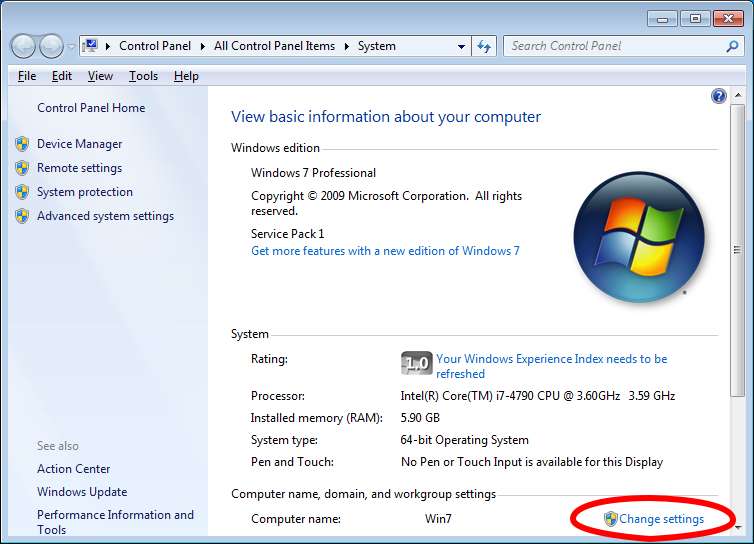 Control Panel All Control Panel Items System
Search Control Panel
File Edit View Tools Help
Control Panel Home
Device Manager
Remote settings
System protection
Advanced system settings
See also
Action Center
Windows Update
Performance Information and
Tools
View basic information about your computer
Windows edition
Windows 7 Professional
Copyright © 2009 Microsoft Corporation. All rights
reserved.
Service Pack 1
Get more features with a new edition of Windows 7
System
Rating:
1.0
Your Windows Experience Index needs to be
refreshed
Processor: Intel(R) Core(TM) i7-4790 CPU @ 3.60GHz 3.59 GHz
Installed memory (RAM): 5.90 GB
System type: 64-bit Operating System
Pen and Touch: No Pen or Touch Input is available for this Display
Computer name, domain, and workgroup settings
Computer name: Win7 Change settings